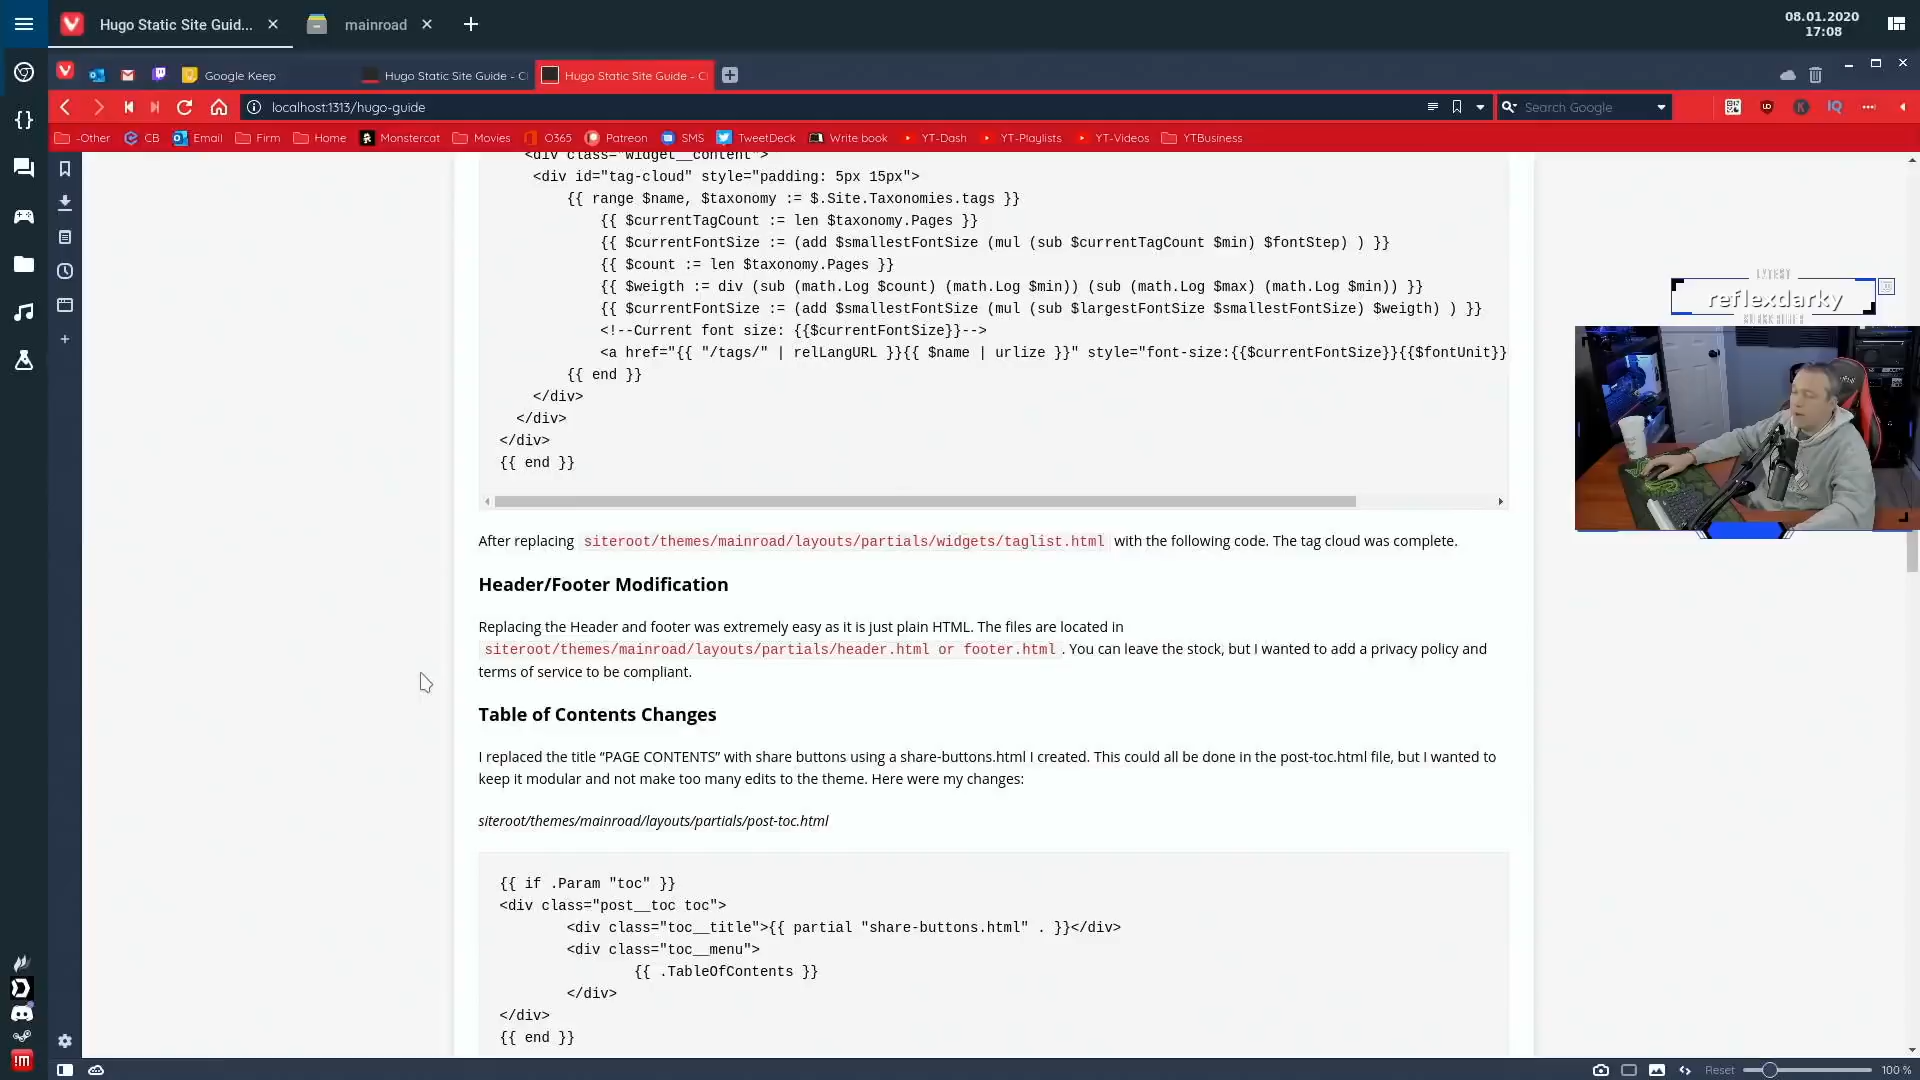 Hugo Static Site Guid...
mainroad
08.01.2020
17:08
Google Keep
Hugo Static Site Guide - C
Hugo Static Site Guide - C
localhost:1313/hugo-guide
Search Google
-Other
CB
Email
Firm
Home
Monstercat
Movies
O365
Patreon
SMS
TweetDeck
Write book
YT-Dash
YT-Playlists
YT-Videos
YTBusiness
<div class="widget__content">
<div id="tag-cloud" style="padding: 5px 15px">
{{ range $name, $taxonomy := $.Site.Taxonomies.tags }}
{{ $currentTagCount := len $taxonomy.Pages }}
{{ $currentFontSize := (add $smallestFontSize (mul (sub $currentTagCount $min) $fontStep) ) }}
{{ $count := len $taxonomy.Pages }}
{{ $weigth := div (sub (math.Log $count) (math.Log $min)) (sub (math.Log $max) (math.Log $min)) }}
{{ $currentFontSize := (add $smallestFontSize (mul (sub $largestFontSize $smallestFontSize) $weigth) ) }}
<!--Current font size: {{$currentFontSize}}-->
<a href="{{ "/tags/" | relLangURL }}{{ $name | urlize }}" style="font-size:{{$currentFontSize}}{{$fontUnit}}
{{ end }}
</div>
</div>
</div>
{{ end }}
After replacing siteroot/themes/mainroad/layouts/partials/widgets/taglist.html with the following code. The tag cloud was complete.
Header/Footer Modification
Replacing the Header and footer was extremely easy as it is just plain HTML. The files are located in
siteroot/themes/mainroad/layouts/partials/header.html or footer.html . You can leave the stock, but I wanted to add a privacy policy and
terms of service to be compliant.
Table of Contents Changes
I replaced the title “PAGE CONTENTS” with share buttons using a share-buttons.html I created. This could all be done in the post-toc.html file, but I wanted to
keep it modular and not make too many edits to the theme. Here were my changes:
siteroot/themes/mainroad/layouts/partials/post-toc.html
{{ if .Param "toc" }}
<div class="post__toc toc">
<div class="toc__title">{{ partial "share-buttons.html" . }}</div>
<div class="toc__menu">
{{ .TableOfContents }}
</div>
</div>
{{ end }}
LATEST
reflexdarky
Reset
100 %